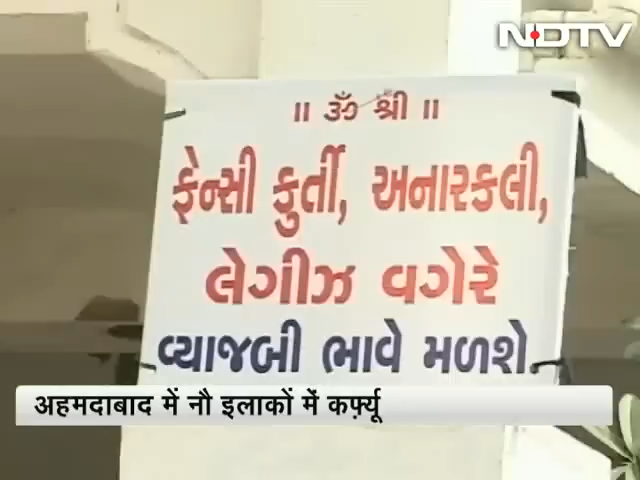 NDTV
॥ ૐ શ્રી ॥
ફેન્સી કુર્તી, અનારકલી,
લેગીઝ વગેરે
વ્યાજબી ભાવે મળશે.
अहमदाबाद में नौ इलाकों में कर्फ़्यू